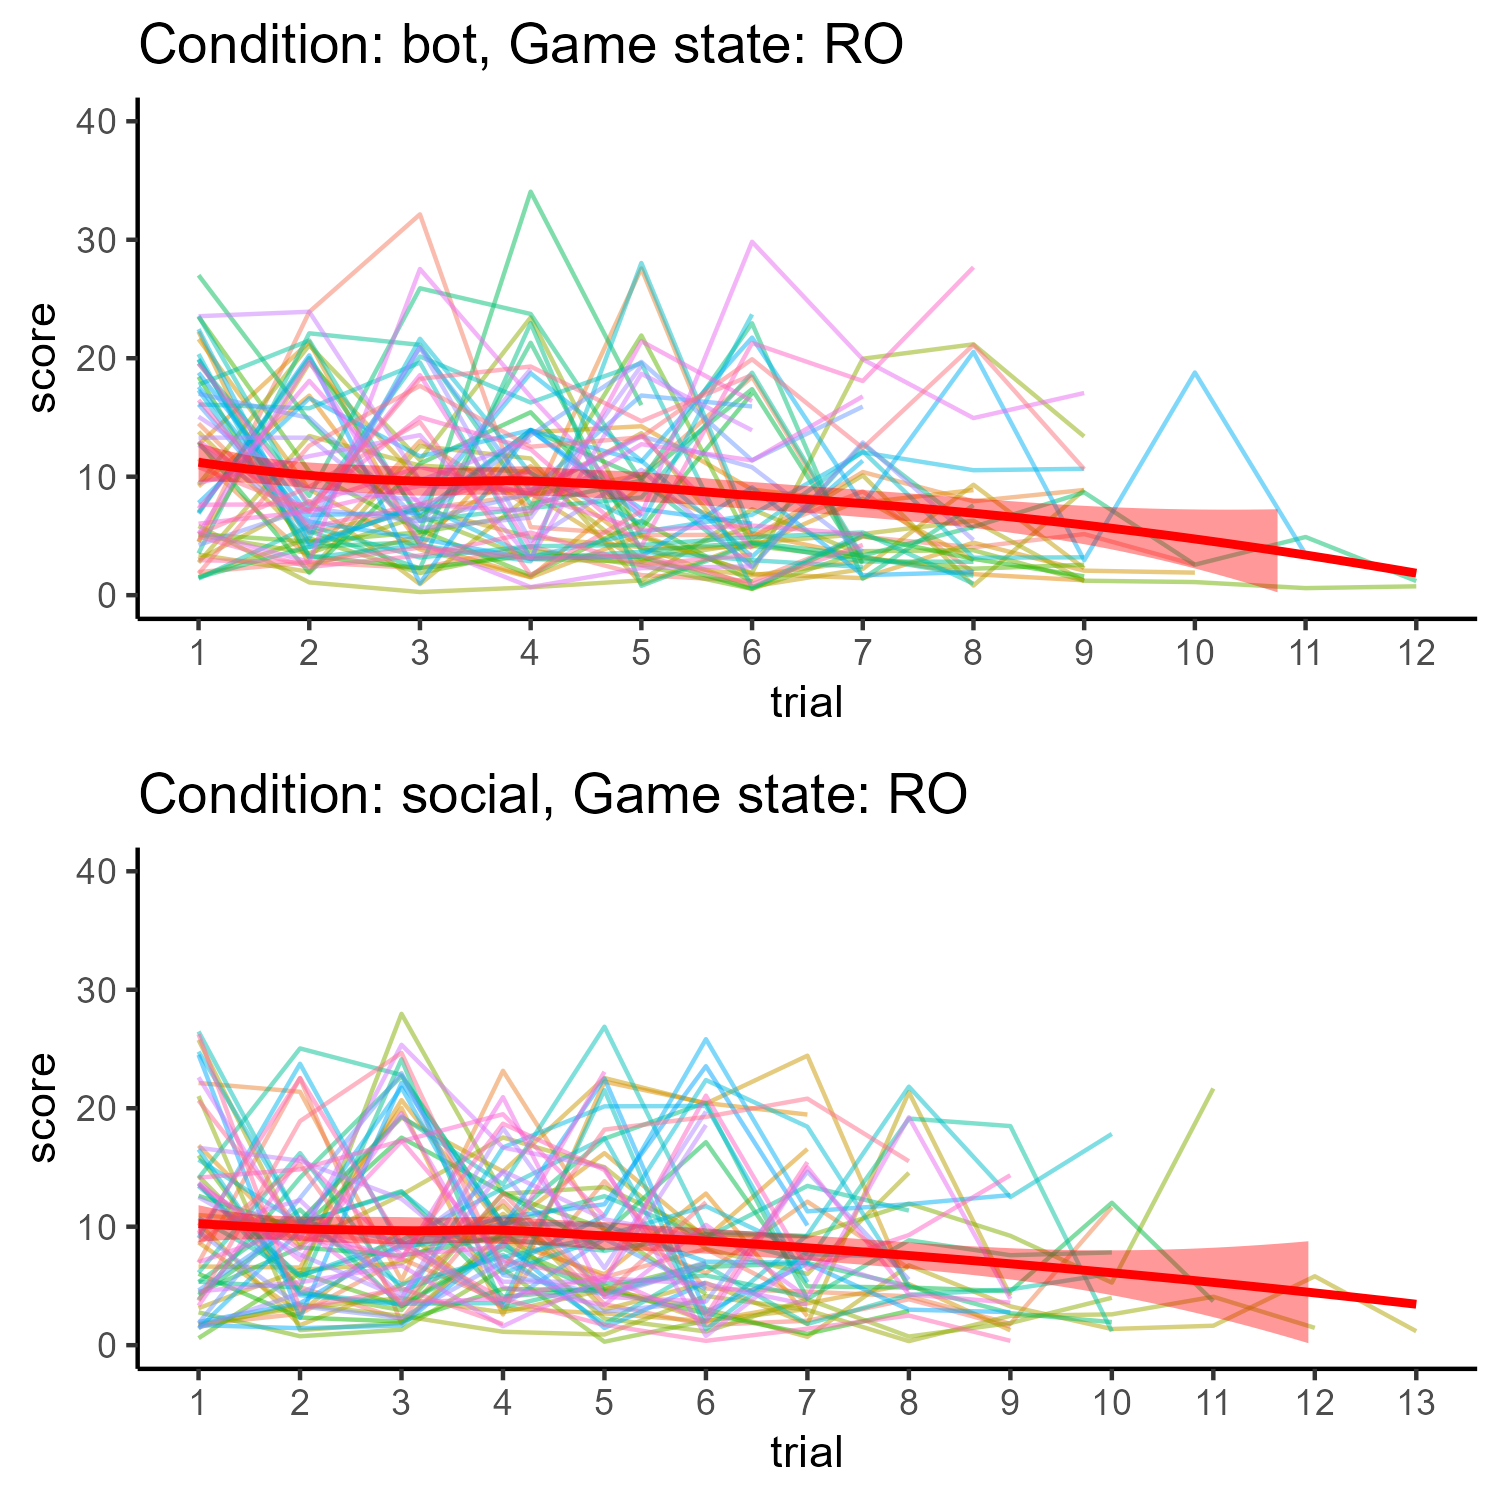 Condition: bot, Game state: RO
40
30
20
10
0
score
1 2 3 4 5 6 7 8 9 10 11 12
trial
Condition: social, Game state: RO
40
30
20
10
0
score
1 2 3 4 5 6 7 8 9 10 11 12 13
trial